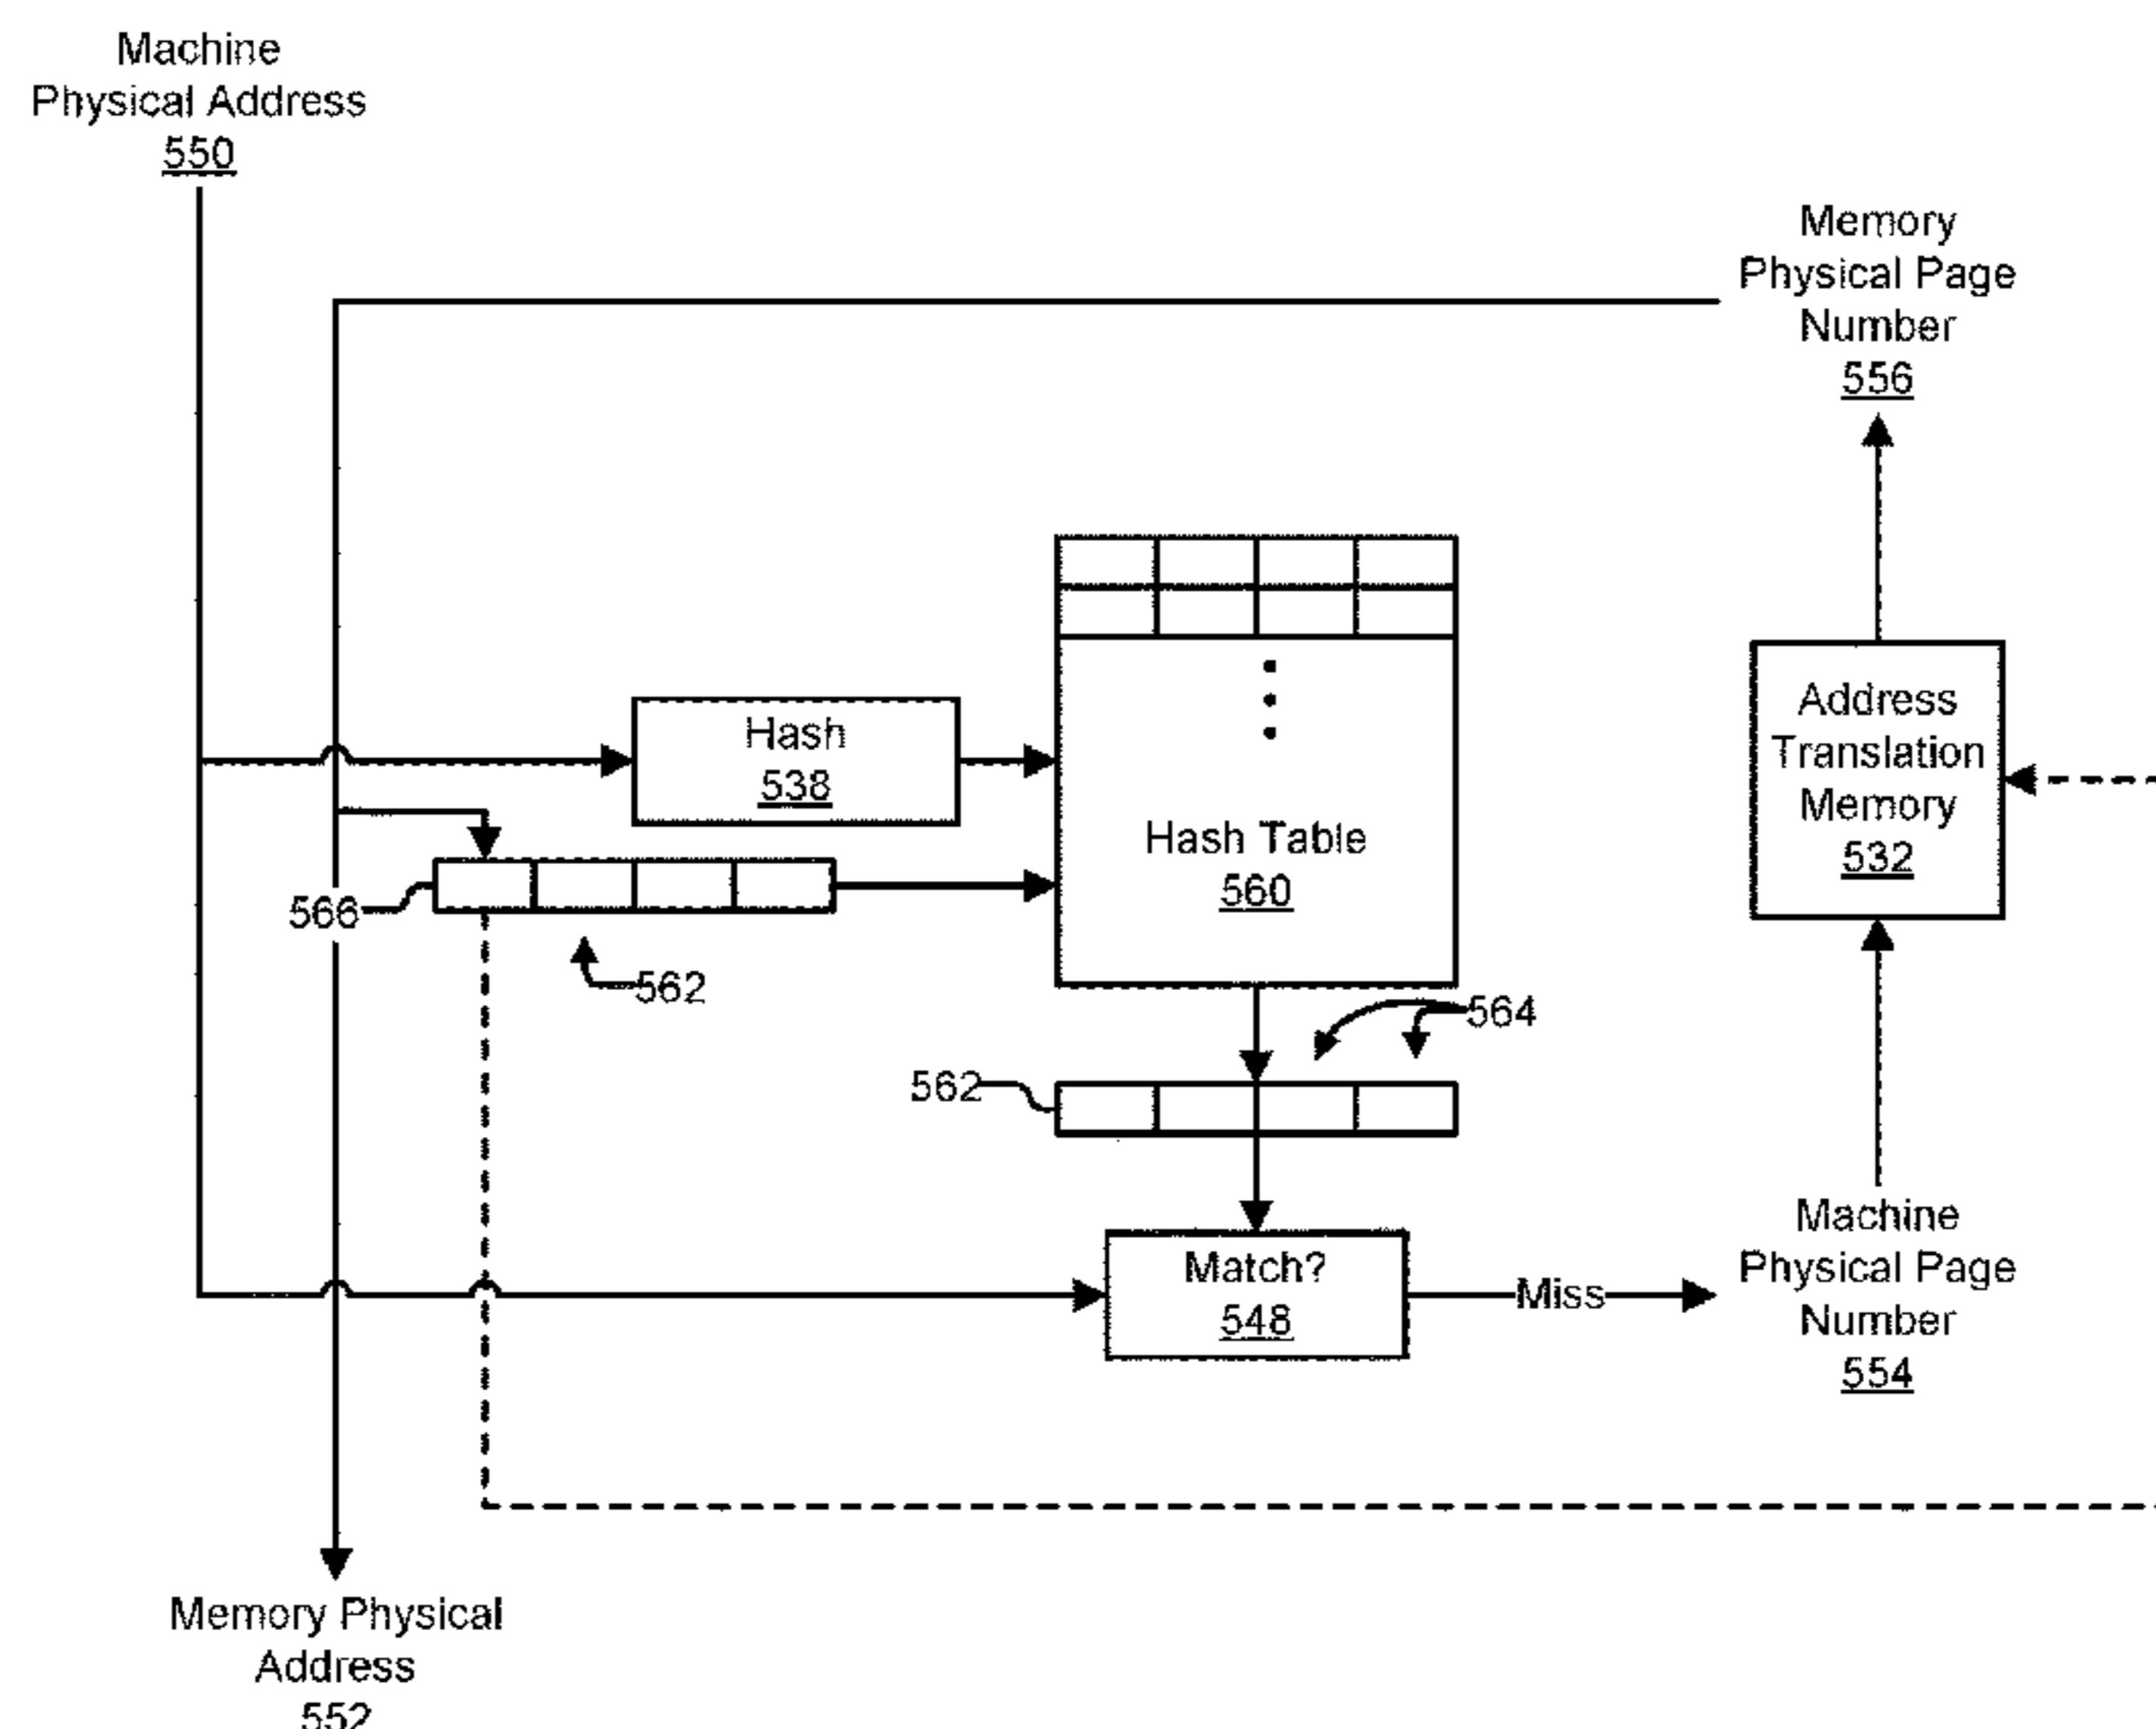 Machine
Physical Address
550
Memory
Physical Page
Number
556
Hash
538
Address
Translation
Memory
532
Hash Table
560
566
562
564
562
Match?
548
Miss
Machine
Physical Page
Number
554
Memory Physical
Address
552